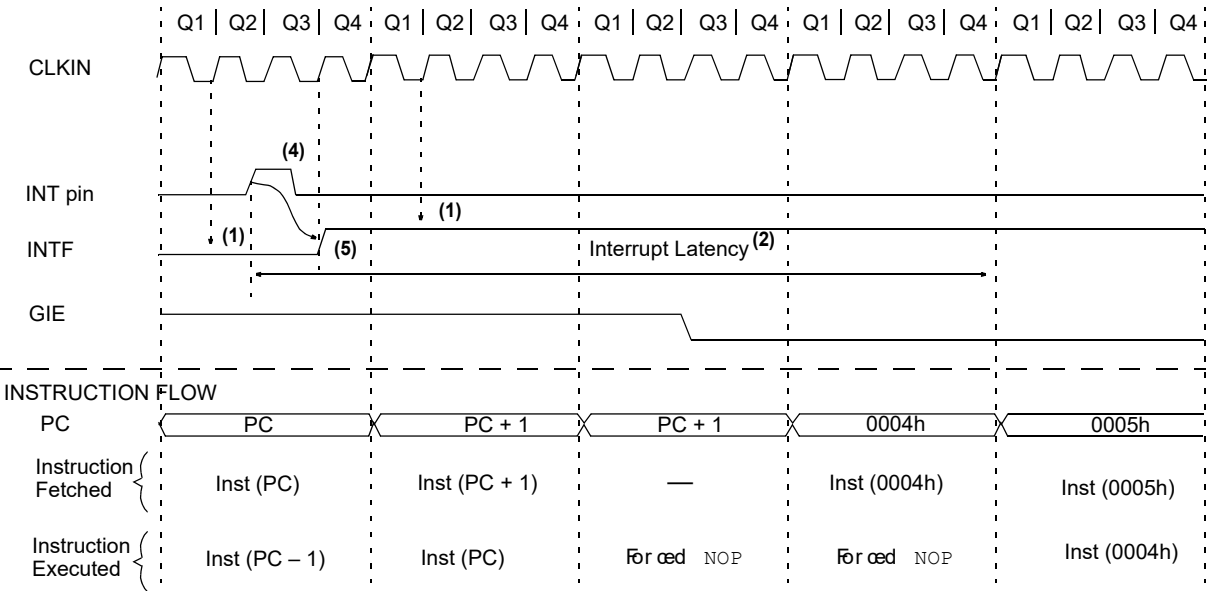 Q1 | Q2 | Q3 | Q4 Q1 | Q2 | Q3 | Q4 Q1 | Q2 | Q3 | Q4 Q1 | Q2 | Q3 | Q4 Q1 | Q2 | Q3 | Q4
CLKIN
(4)
INT pin
(1)
(1)
INTF
(5)
Interrupt Latency (2)
GIE
INSTRUCTION FLOW
PC PC PC + 1 PC + 1 0004h 0005h
Instruction
Fetched
Inst (PC) Inst (PC + 1) — Inst (0004h) Inst (0005h)
Instruction
Executed
Inst (PC – 1) Inst (PC) Forced NOP Forced NOP Inst (0004h)